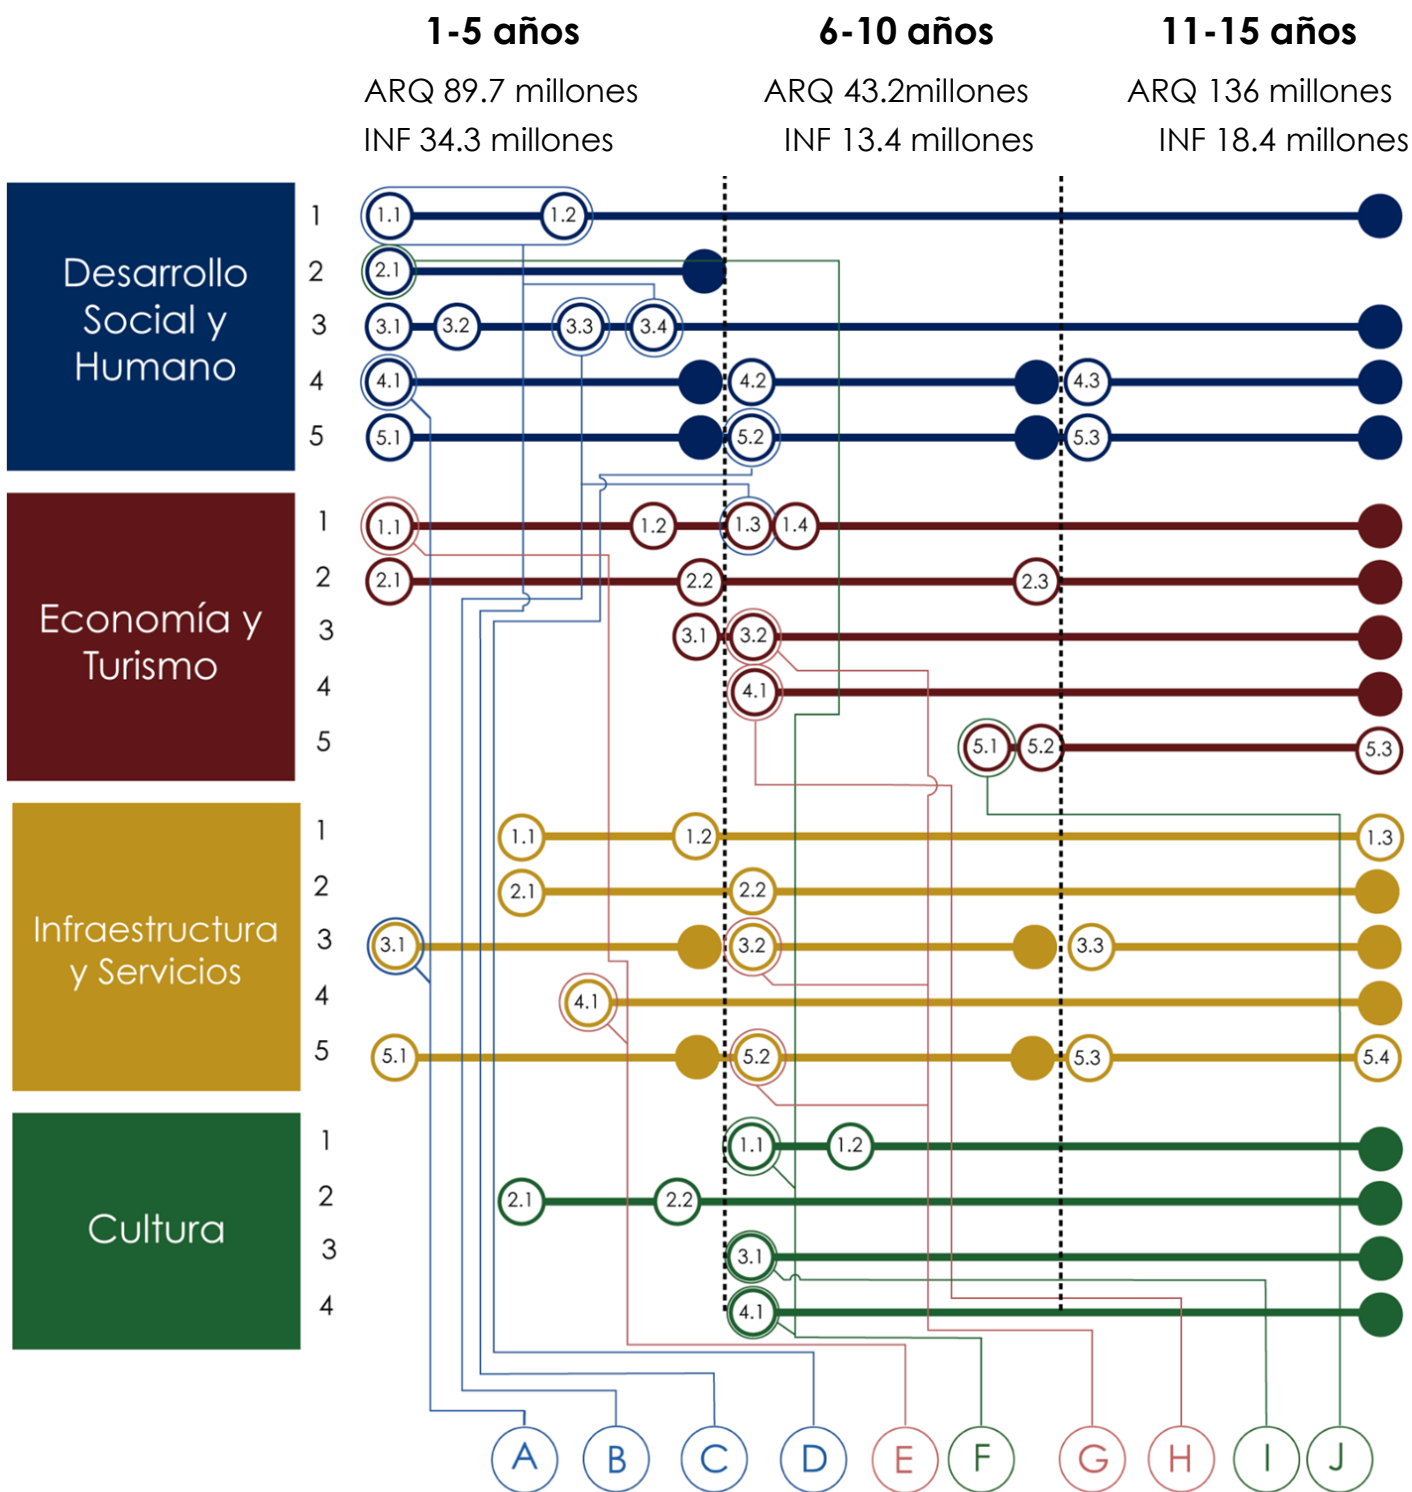 1-5 años
6-10 años
11-15 años
ARQ 89.7 millones
ARQ 43.2millones
ARQ 136 millones
INF 34.3 millones
INF 13.4 millones
INF 18.4 millones
Desarrollo
Social y
Humano
1 1.1 1.2
2 2.1
3 3.1 3.2 3.3 3.4
4 4.1 4.2 4.3
5 5.1 5.2 5.3
Economía y
Turismo
1 1.1 1.2 1.3 1.4
2 2.1 2.2 2.3
3 3.1 3.2
4 4.1
5 5.1 5.2 5.3
Infraestructura
y Servicios
1 1.1 1.2 1.3
2 2.1 2.2
3 3.1 3.2 3.3
4 4.1
5 5.1 5.2 5.3 5.4
Cultura
1 1.1 1.2
2 2.1 2.2
3 3.1
4 4.1
A B C D E F G H I J